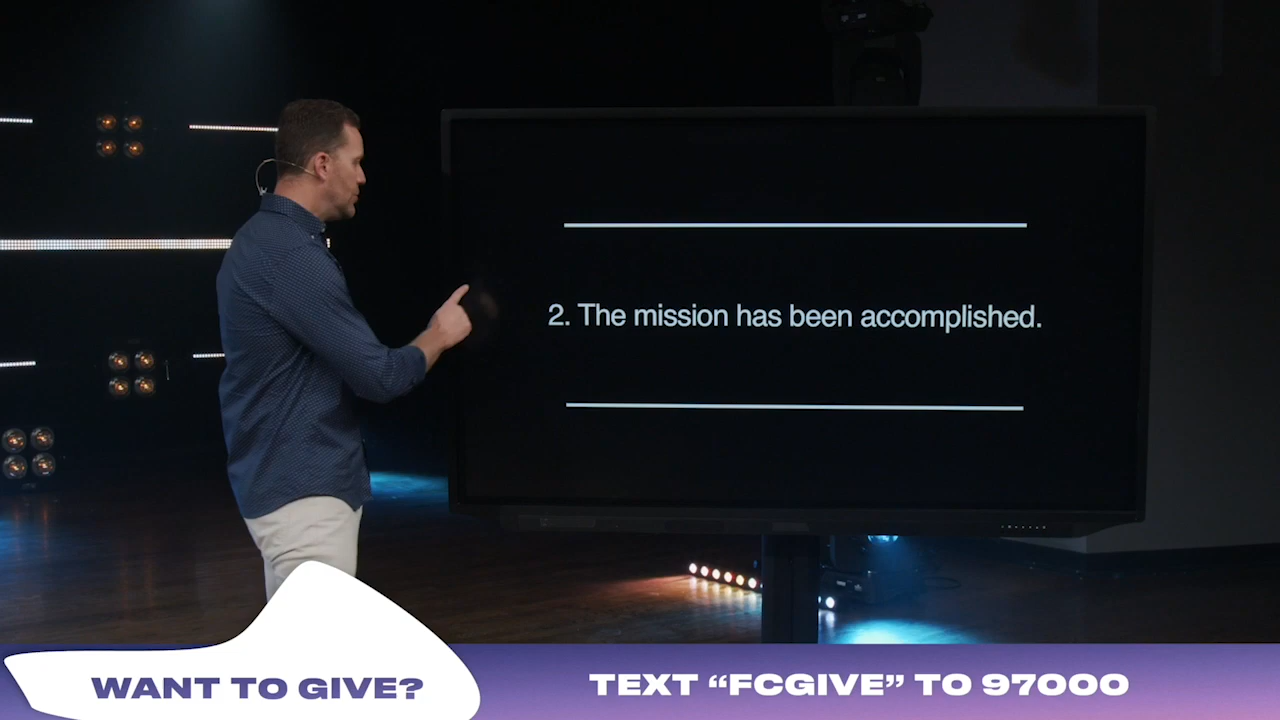 2. The mission has been accomplished.
WANT TO GIVE?
TEXT “FCGIVE” TO 97000